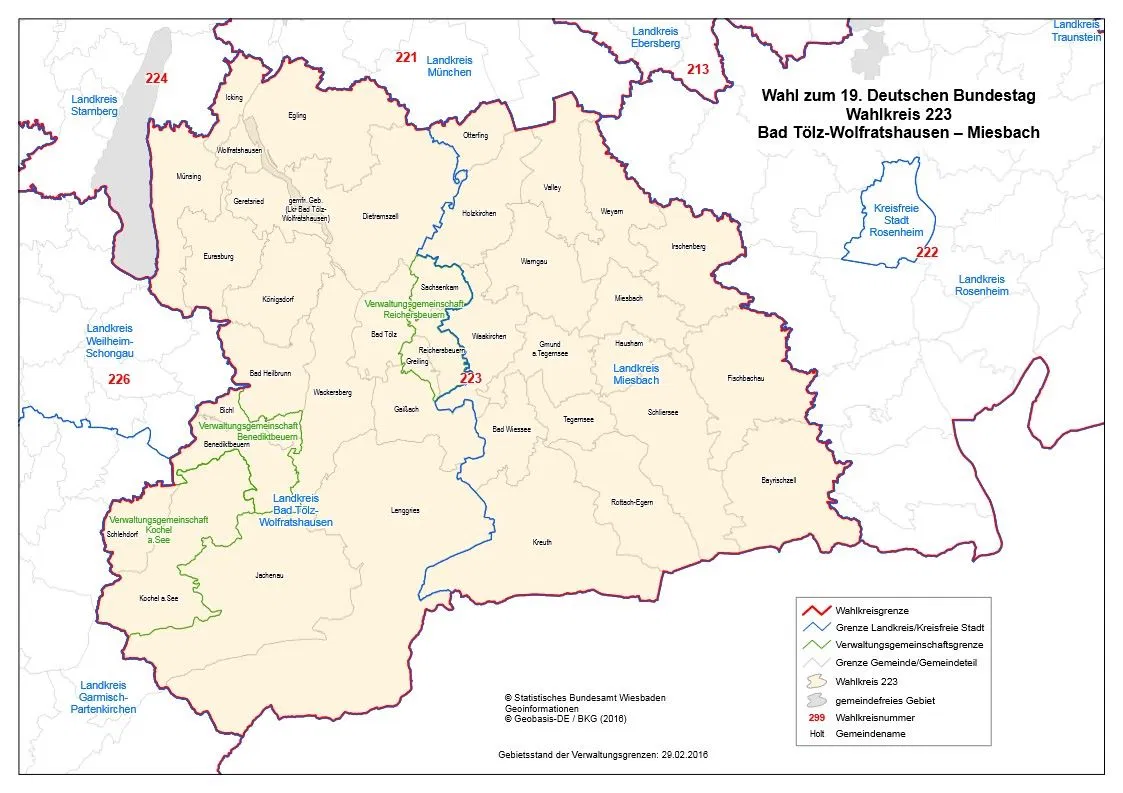 Wahl zum 19. Deutschen Bundestag
Wahlkreis 223
Bad Tölz-Wolfratshausen – Miesbach
224
221
Landkreis
München
Landkreis
Ebersberg
213
Landkreis
Traunstein
Landkreis
Starnberg
Icking
Egling
Otterfing
Wolfratshausen
Münsing
Geretsried
gemfr. Geb.
(Lkr Bad Tölz-
Wolfratshausen)
Dietramszell
Holzkirchen
Valley
Weyarn
Irschenberg
Kreisfreie
Stadt
Rosenheim
222
Landkreis
Rosenheim
Eurasburg
Königsdorf
Sachsenkam
Warngau
Miesbach
Verwaltungsgemeinschaft
Reichersbeuern
Bad Tölz
Reichersbeuern
Greiling
Waakirchen
Gmund
a.Tegernsee
Hausham
Landkreis
Miesbach
Fischbachau
223
Landkreis
Weilheim-
Schongau
226
Bad Heilbrunn
Wackersberg
Gaißach
Bad Wiessee
Tegernsee
Schliersee
Bichl
Verwaltungsgemeinschaft
Benediktbeuern
Benediktbeuern
Bayrischzell
Landkreis
Bad Tölz-
Wolfratshausen
Lenggries
Rottach-Egern
Kreuth
Verwaltungsgemeinschaft
Kochel
a.See
Schlehdorf
Jachenau
Kochel a.See
Landkreis
Garmisch-
Partenkirchen
Wahlkreisgrenze
Grenze Landkreis/Kreisfreie Stadt
Verwaltungsgemeinschaftsgrenze
Grenze Gemeinde/Gemeindeteil
Wahlkreis 223
gemeindefreies Gebiet
299 Wahlkreisnummer
Holt Gemeindename
© Statistisches Bundesamt Wiesbaden
Geoinformationen
© Geobasis-DE / BKG (2016)
Gebietsstand der Verwaltungsgrenzen: 29.02.2016